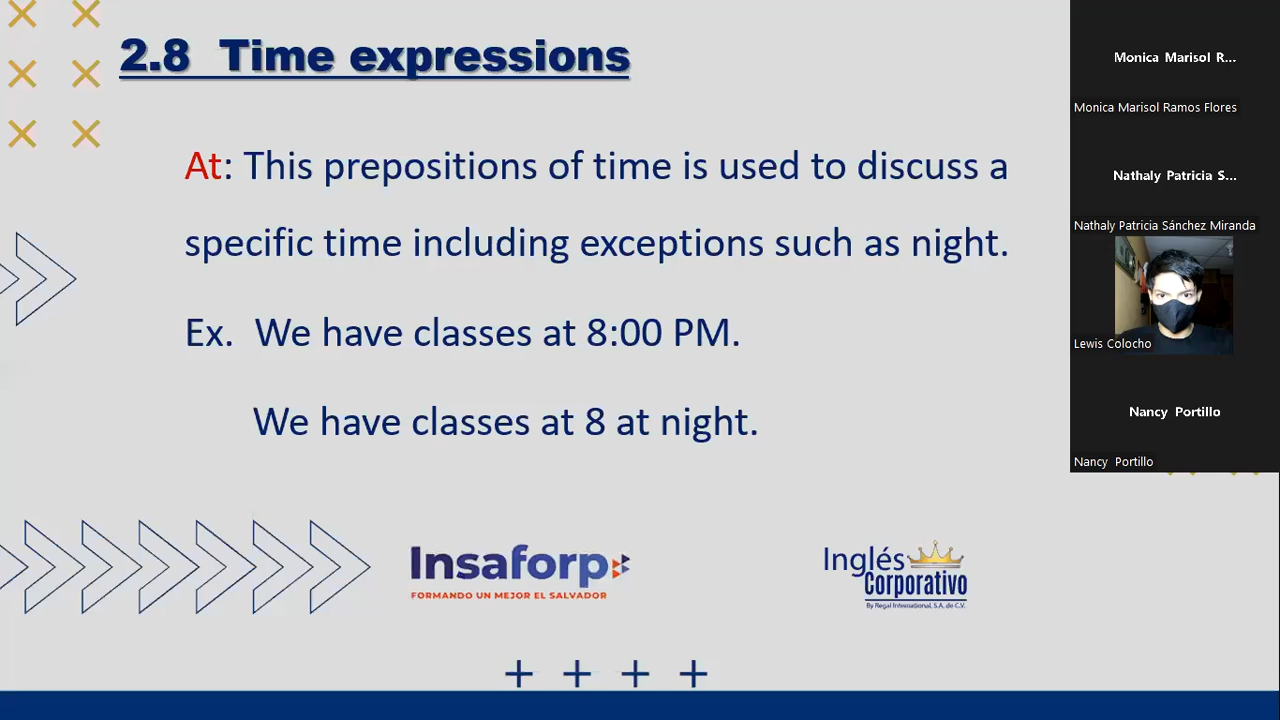 2.8 Time expressions
At: This prepositions of time is used to discuss a
specific time including exceptions such as night.
Ex. We have classes at 8:00 PM.
We have classes at 8 at night.
Insaforp
FORMANDO UN MEJOR EL SALVADOR
Inglés
Corporativo
By Regal International, S.A. de C.V.
Monica Marisol R...
Monica Marisol Ramos Flores
Nathaly Patricia S...
Nathaly Patricia Sánchez Miranda
Lewis Colocho
Nancy Portillo
Nancy Portillo